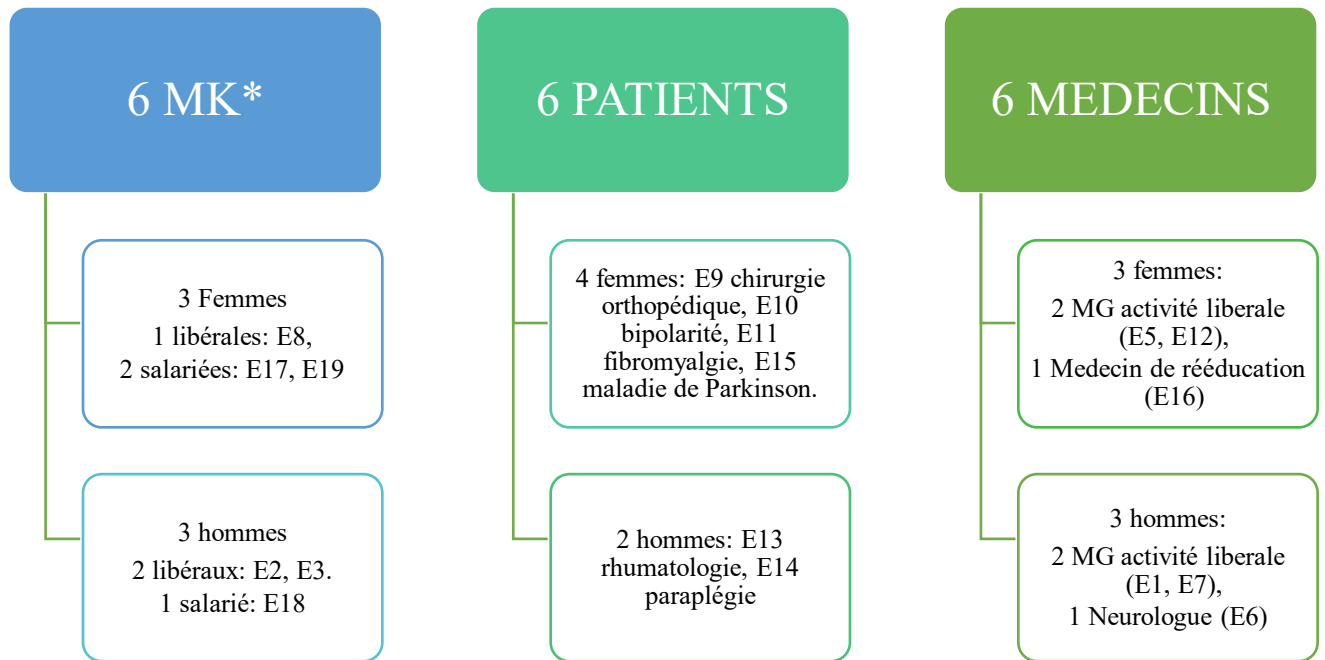 6 MK*
3 Femmes
1 libérales: E8,
2 salariées: E17, E19
3 hommes
2 libéraux: E2, E3.
1 salarié: E18
6 PATIENTS
4 femmes: E9 chirurgie
orthopédique, E10
bipolarité, E11
fibromyalgie, E15
maladie de Parkinson.
2 hommes: E13
rhumatologie, E14
paraplégie
6 MEDECINS
3 femmes:
2 MG activité liberale
(E5, E12),
1 Medecin de rééducation
(E16)
3 hommes:
2 MG activité liberale
(E1, E7),
1 Neurologue (E6)